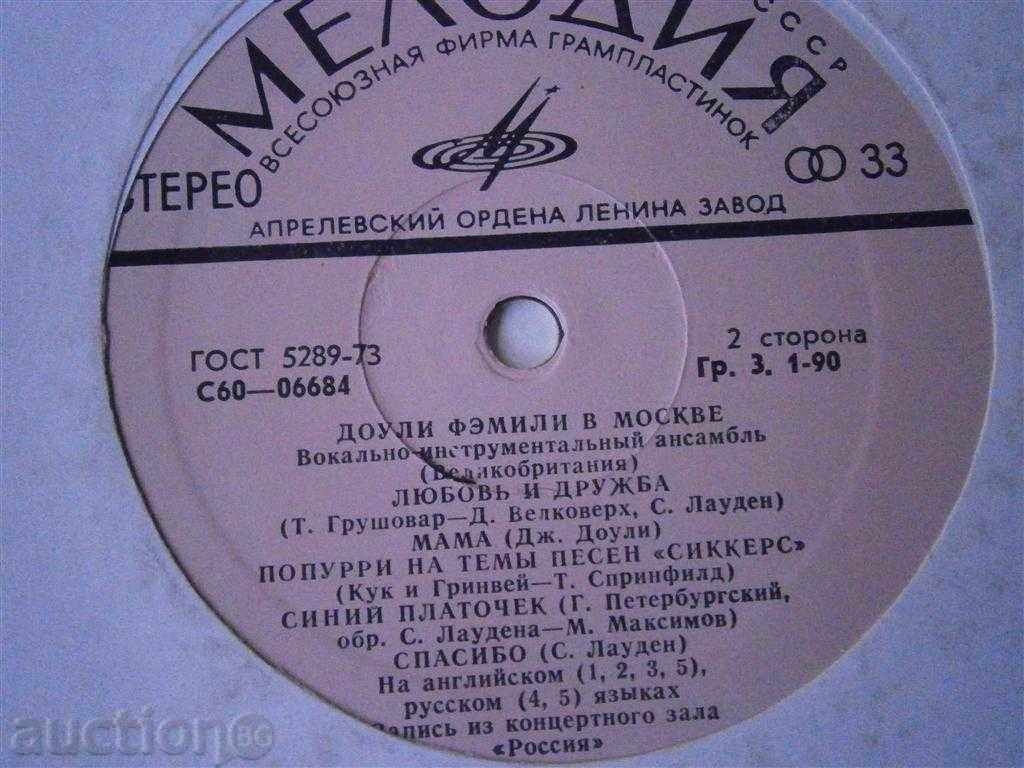 МЕЛОДИЯ
СССР
ВСЕСОЮЗНАЯ ФИРМА ГРАМПЛАСТИНОК
СТЕРЕО
33
АПРЕЛЕВСКИЙ ОРДЕНА ЛЕНИНА ЗАВОД
ГОСТ 5289-73
С60—06684
2 сторона
Гр. 3. 1-90
ДОУЛИ ФЭМИЛИ В МОСКВЕ
Вокально-инструментальный ансамбль
(Великобритания)
ЛЮБОВЬ И ДРУЖБА
(Т. Грушовар—Д. Велковерх, С. Лауден)
МАМА (Дж. Доули)
ПОПУРРИ НА ТЕМЫ ПЕСЕН «СИККЕРС»
(Кук и Гринвей—Т. Спринфилд)
СИНИЙ ПЛАТОЧЕК (Г. Петербургский,
обр. С. Лаудена—М. Максимов)
СПАСИБО (С. Лауден)
На английском (1, 2, 3, 5),
русском (4, 5) языках
Запись из концертного зала
«Россия»
auction BG